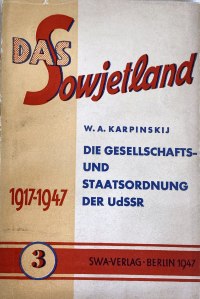 DAS
Sowjetland
W. A. KARPINSKIJ
DIE GESELLSCHAFTS-
UND
STAATSORDNUNG
DER UdSSR
1917-1947
3
SWA-VERLAG · BERLIN 1947